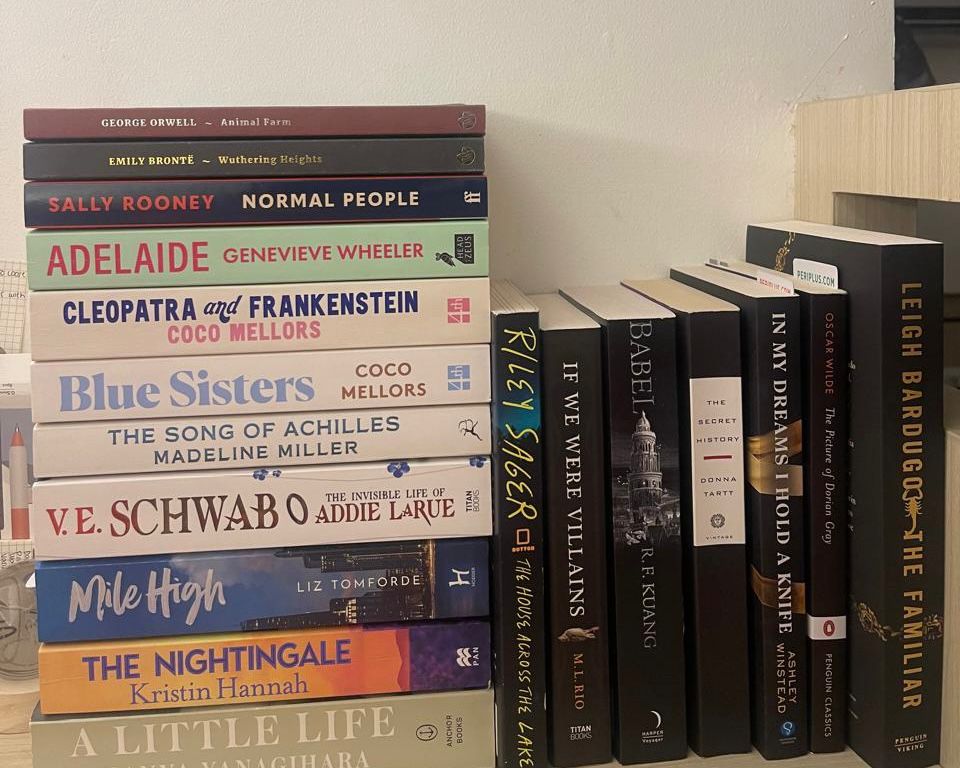 GEORGE ORWELL ~ Animal Farm
EMILY BRONTË ~ Wuthering Heights
SALLY ROONEY NORMAL PEOPLE ff
ADELAIDE GENEVIEVE WHEELER HEAD ZEUS
CLEOPATRA and FRANKENSTEIN
COCO MELLORS
4th
Blue Sisters COCO
MELLORS
4th
THE SONG OF ACHILLES
MADELINE MILLER
V.E. SCHWAB THE INVISIBLE LIFE OF
ADDIE LARUE
TITAN
BOOKS
Mile High LIZ TOMFORDE H
THE NIGHTINGALE
Kristin Hannah
PAN
A LITTLE LIFE
YANAGIHARA
ANCHOR
BOOKS
RILEY SAGER DUTTON THE HOUSE ACROSS THE LAKE
IF WE WERE VILLAINS M. L. RIO
TITAN
BOOKS
BABEL R. F. KUANG
HARPER
Voyager
THE
SECRET
HISTORY
DONNA
TARTT
VINTAGE
IN MY DREAMS I HOLD A KNIFE ASHLEY
WINSTEAD
PERIPLUS.COM
OSCAR WILDE The Picture of Dorian Gray
PENGUIN CLASSICS
LEIGH BARDUGO THE FAMILIAR
PENGUIN
VIKING